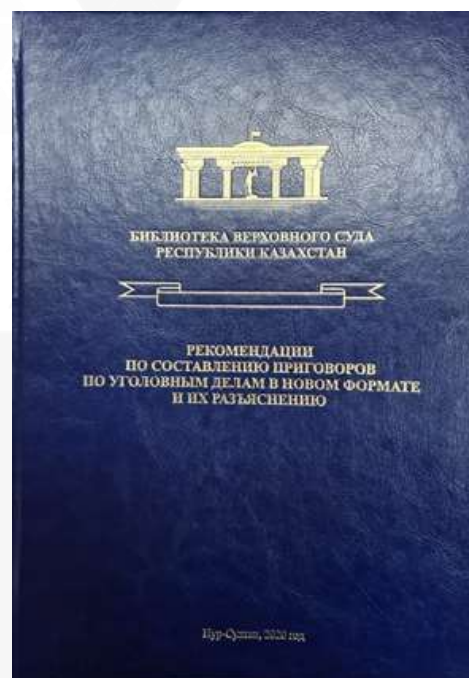 БИБЛИОТЕКА ВЕРХОВНОГО СУДА
РЕСПУБЛИКИ КАЗАХСТАН
РЕКОМЕНДАЦИИ
ПО СОСТАВЛЕНИЮ ПРИГОВОРОВ
ПО УГОЛОВНЫМ ДЕЛАМ В НОВОМ ФОРМАТЕ
И ИХ РАЗЪЯСНЕНИЮ
Нур-Султан, 2020 год